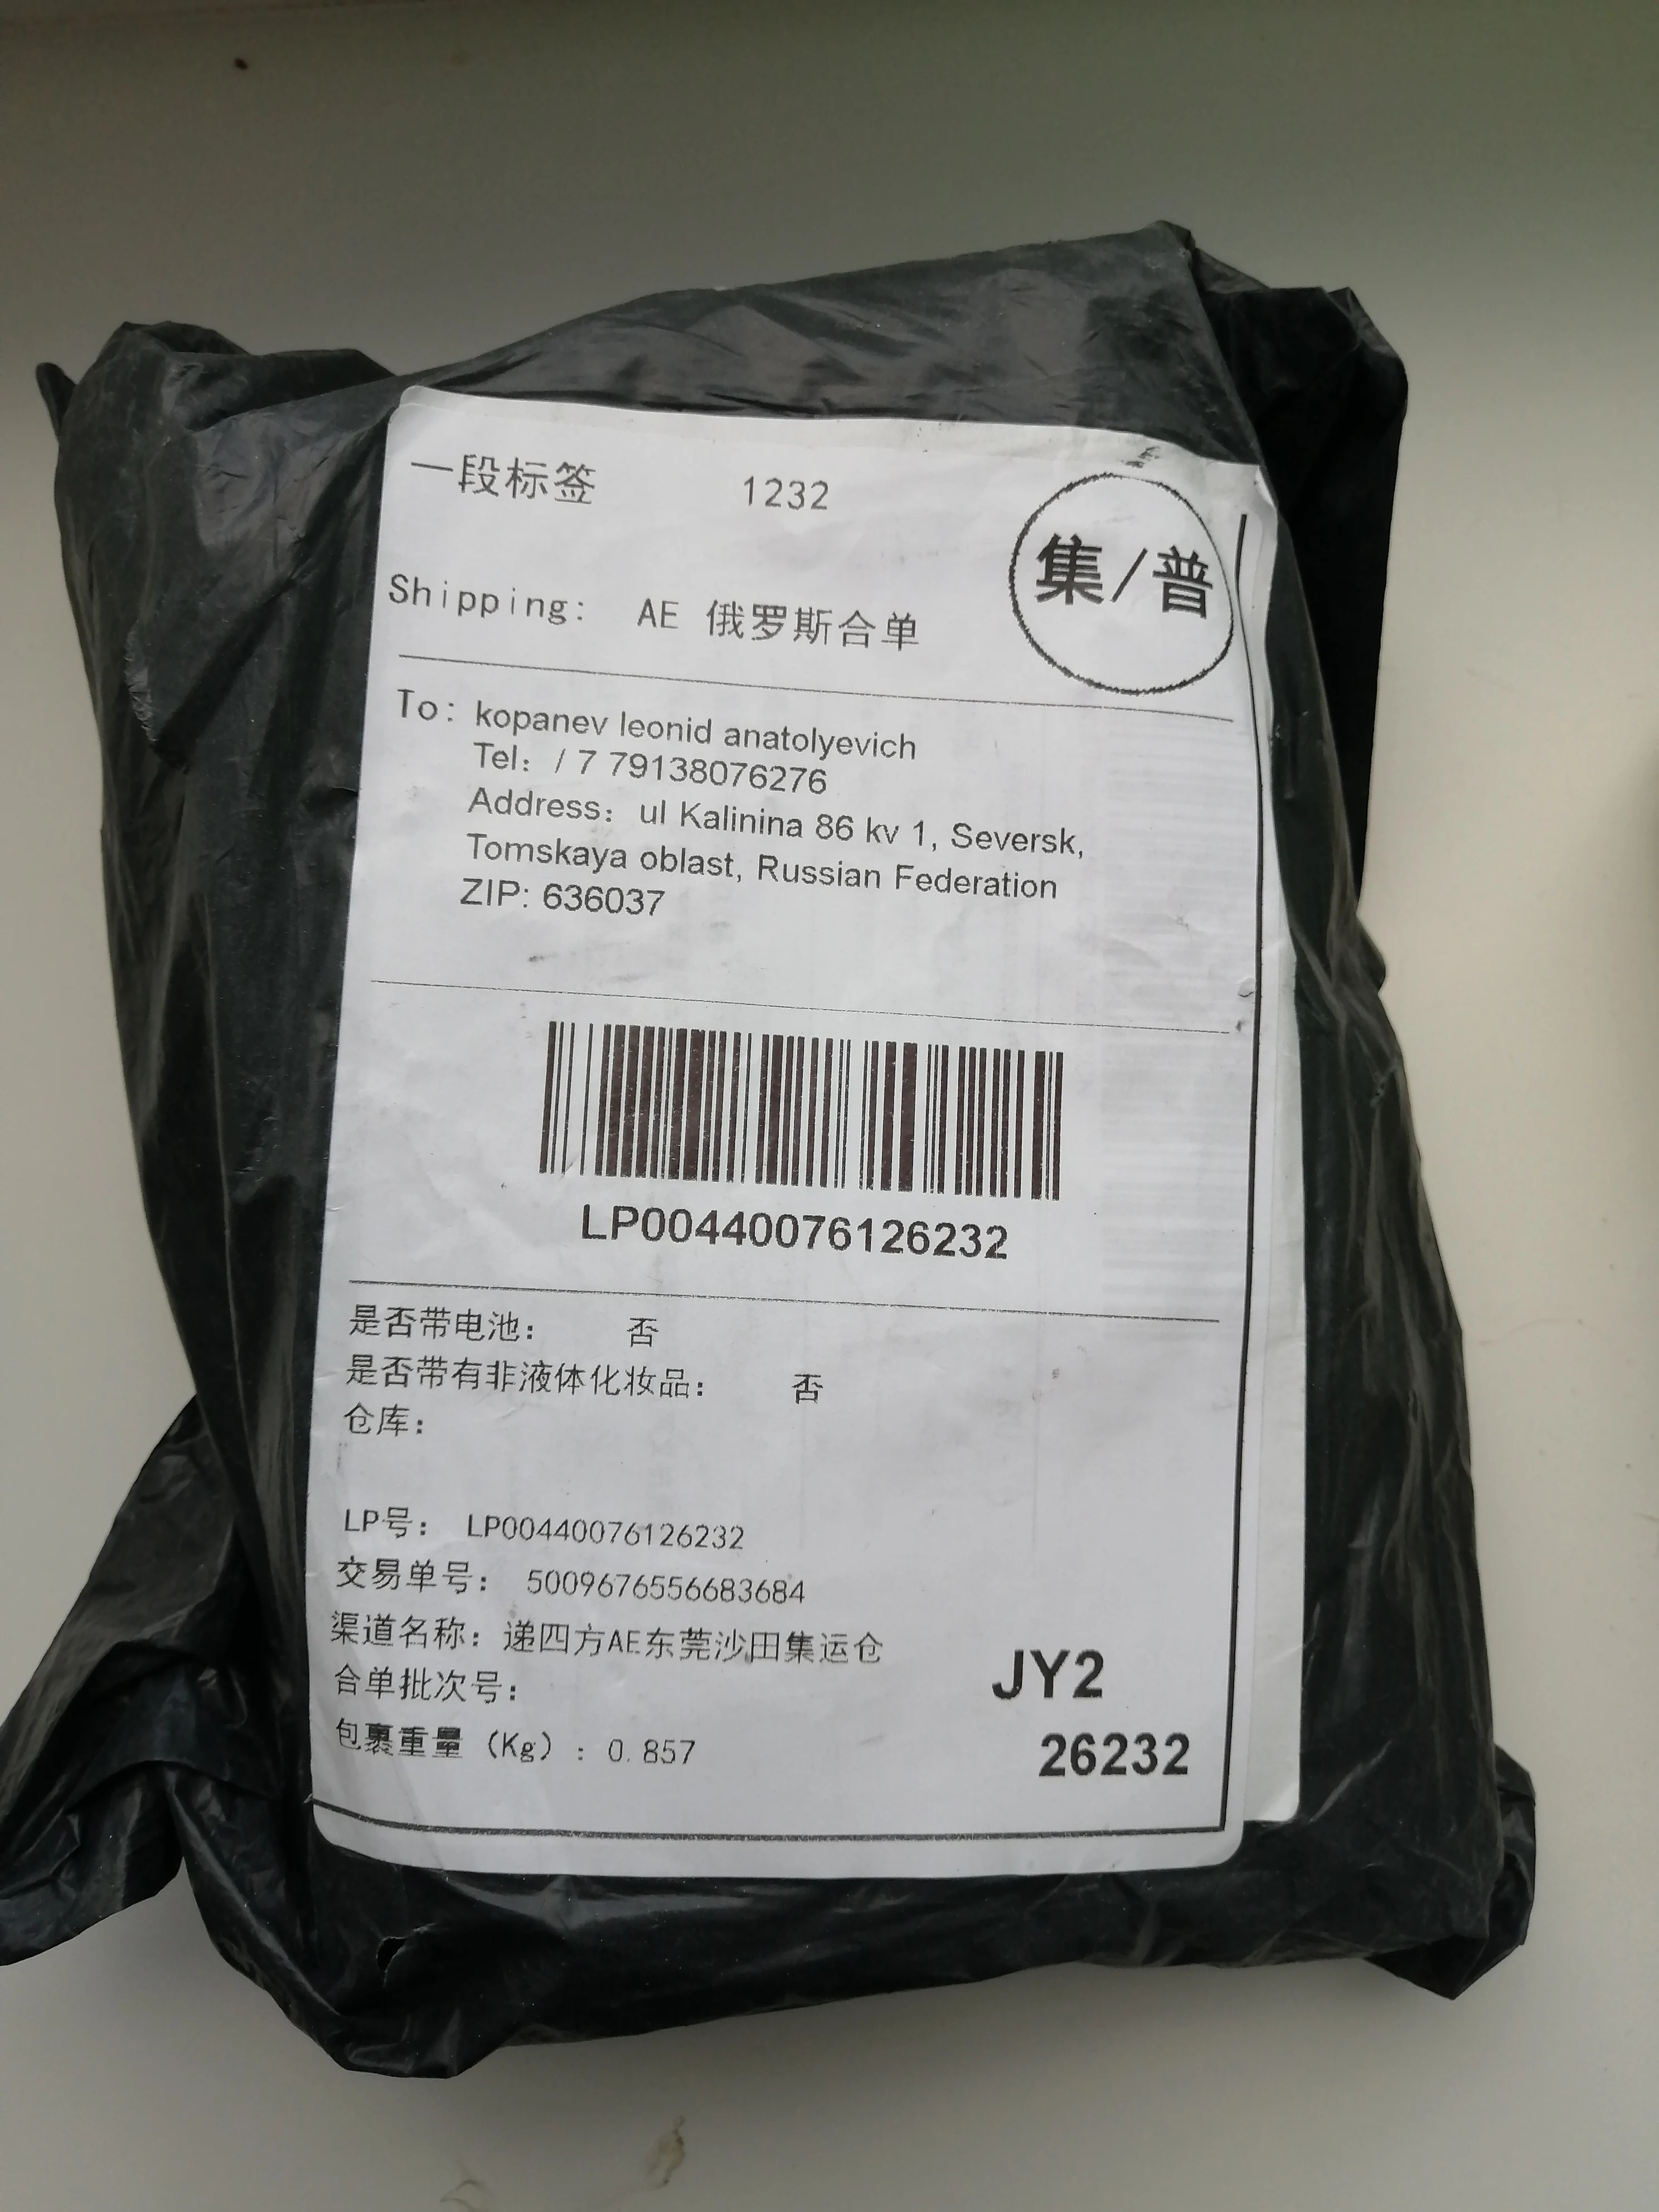 一段标签 1232
集/普
Shipping: AE 俄罗斯合单
To: kopanev leonid anatolyevich
Tel: / 7 79138076276
Address: ul Kalinina 86 kv 1, Seversk,
Tomskaya oblast, Russian Federation
ZIP: 636037
LP00440076126232
是否带电池: 否
是否带有非液体化妆品: 否
仓库:
LP号: LP00440076126232
交易单号: 5009676556683684
渠道名称: 递四方AE东莞沙田集运仓
合单批次号:
JY2
包裹重量 (Kg) : 0.857
26232